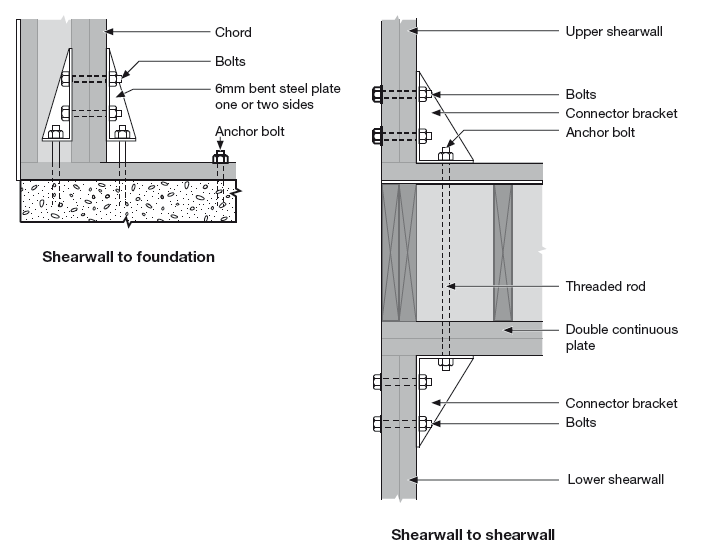 Chord
Bolts
6mm bent steel plate
one or two sides
Anchor bolt
Shearwall to foundation
Upper shearwall
Bolts
Connector bracket
Anchor bolt
Threaded rod
Double continuous
plate
Connector bracket
Bolts
Lower shearwall
Shearwall to shearwall